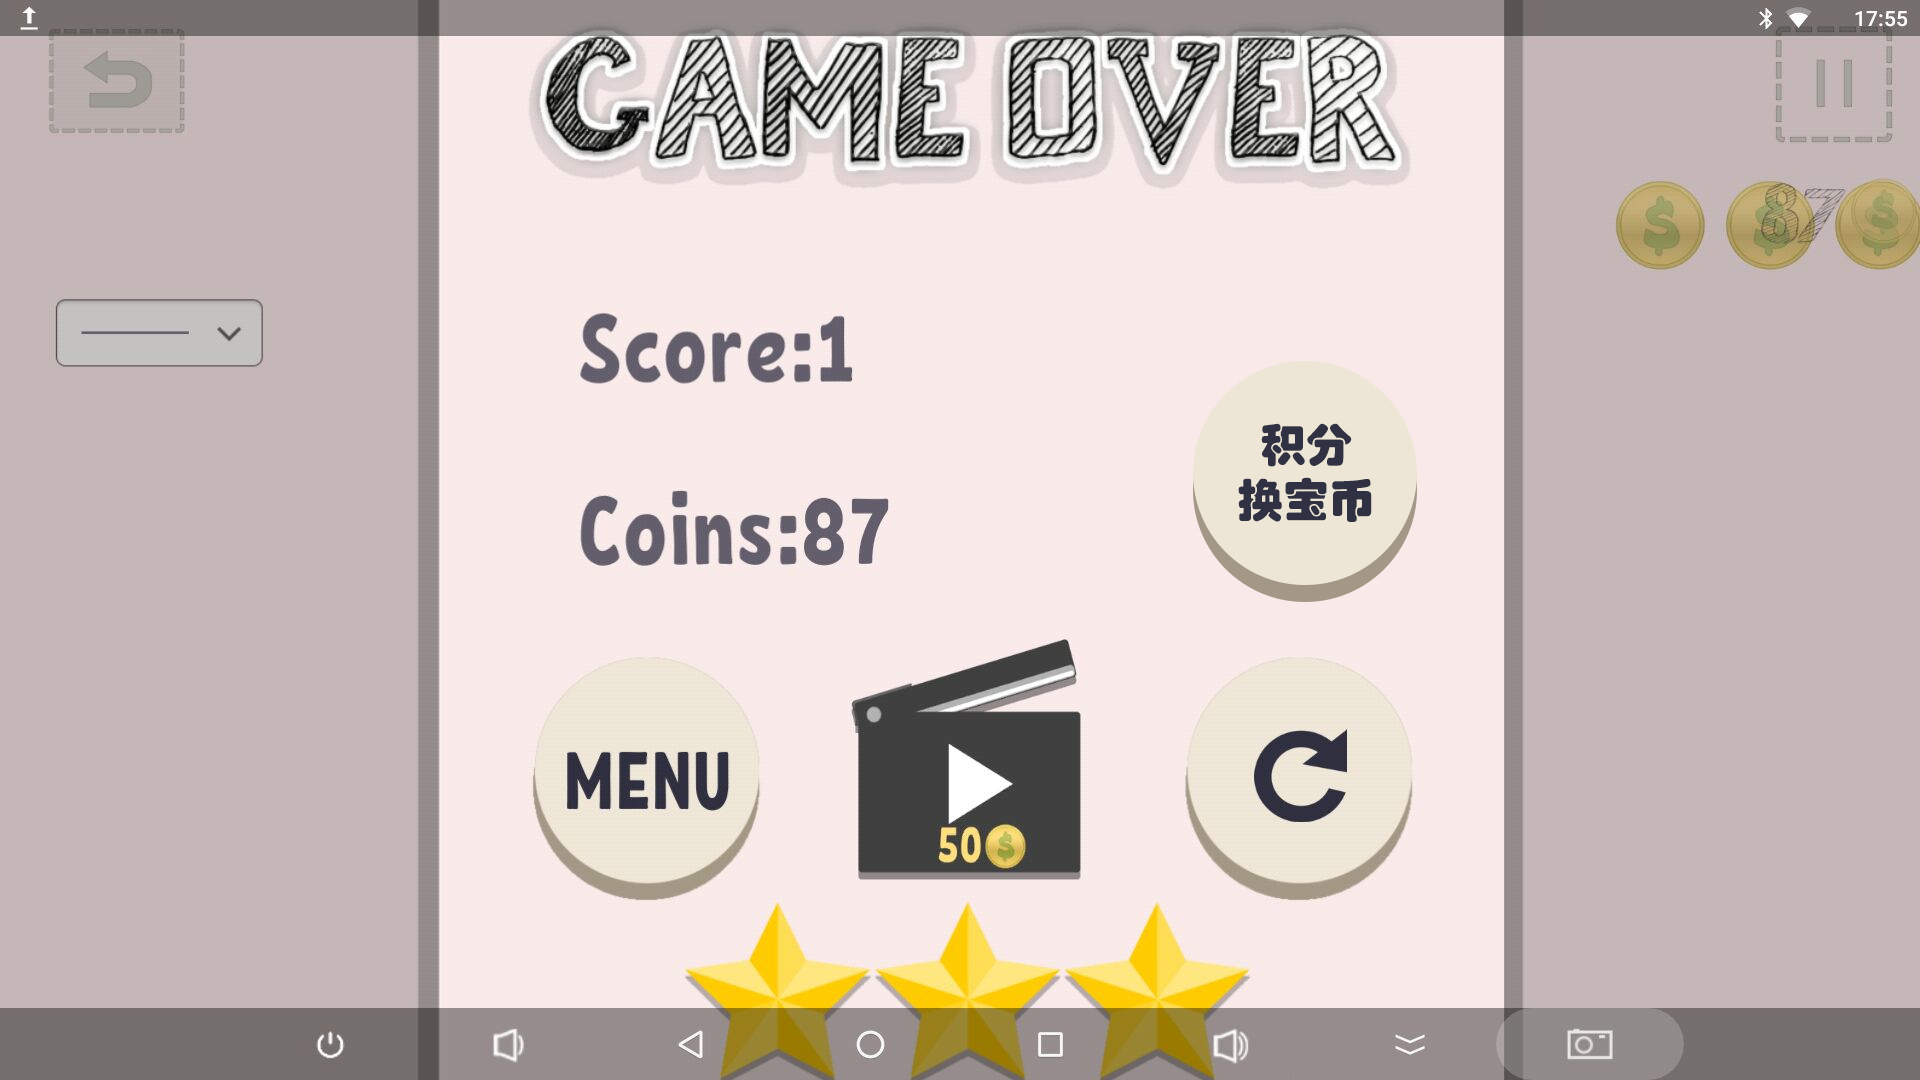 17:55
GAME OVER
87
Score:1
积分
换宝币
Coins:87
MENU
50